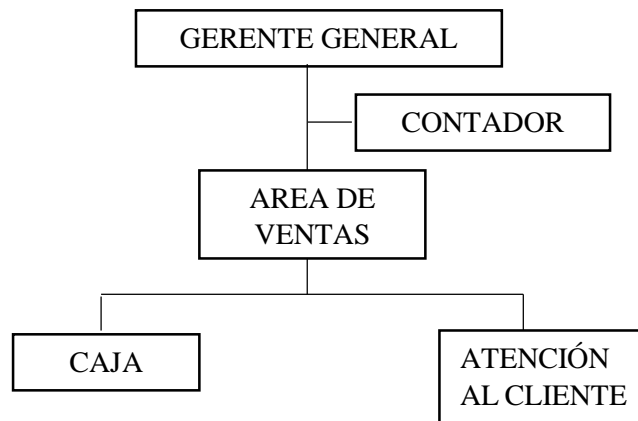 GERENTE GENERAL
CONTADOR
AREA DE
VENTAS
CAJA
ATENCIÓN
AL CLIENTE